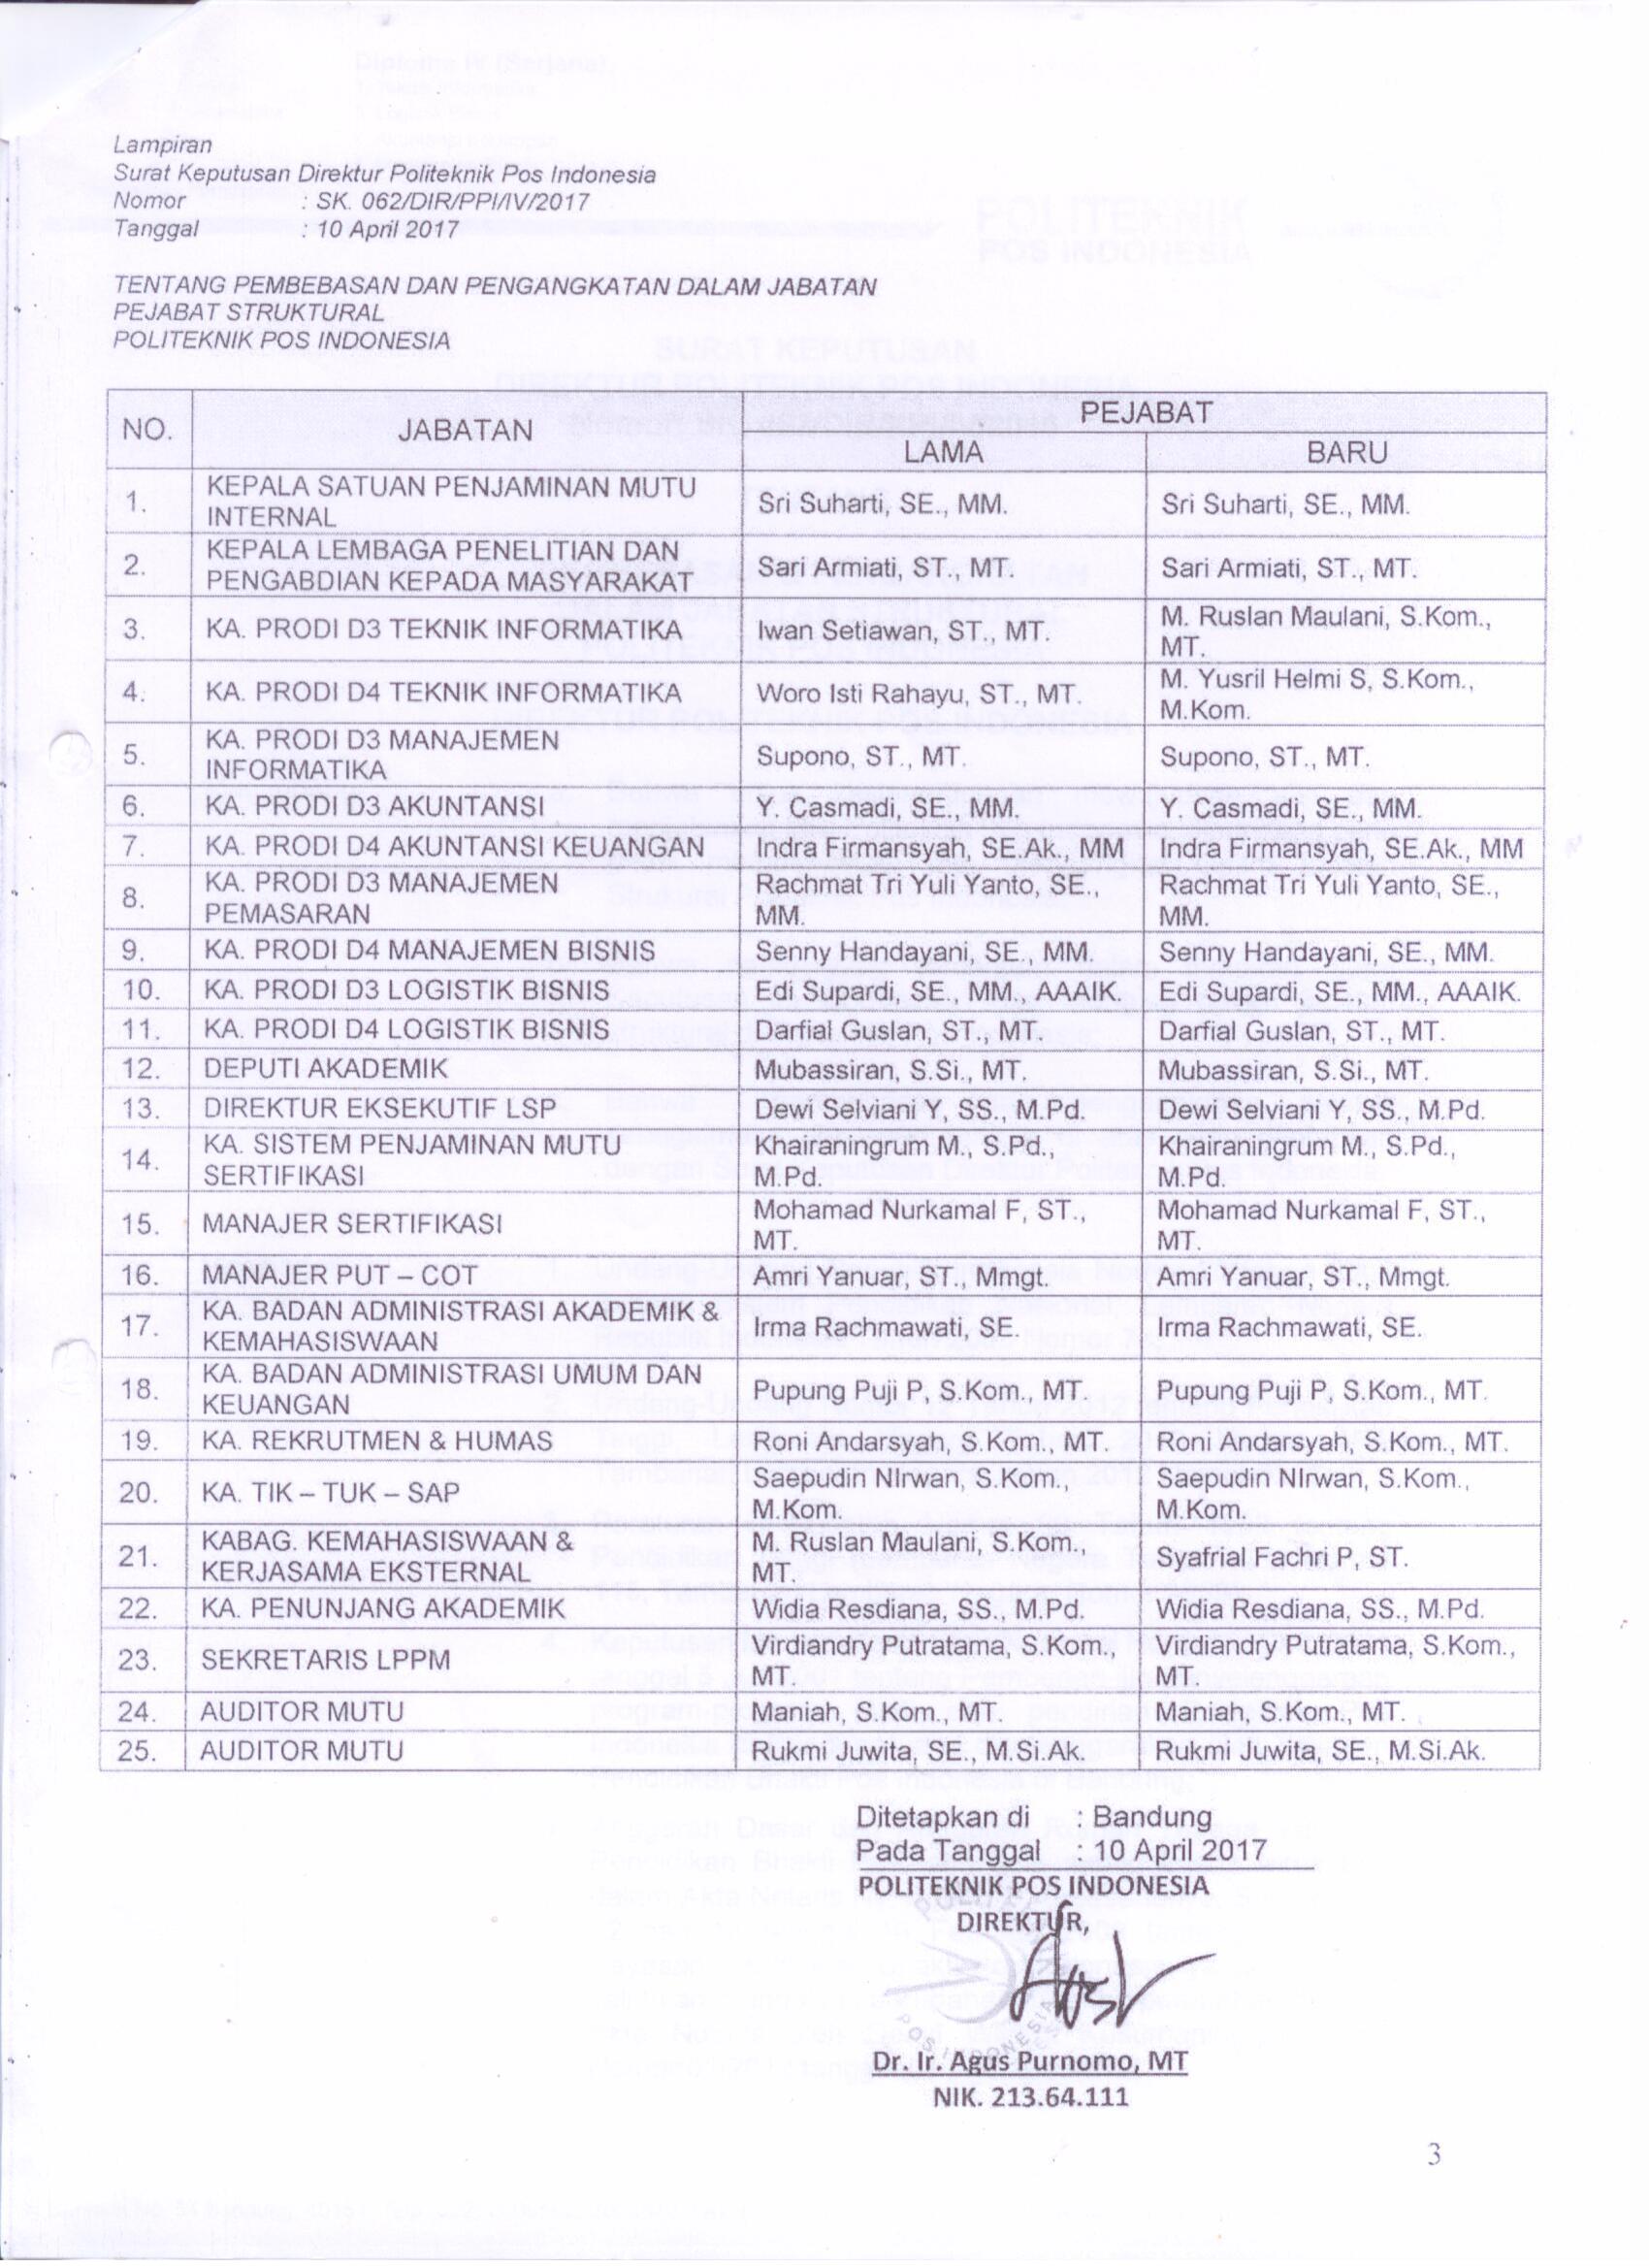 Lampiran
Surat Keputusan Direktur Politeknik Pos Indonesia
Nomor : SK. 062/DIR/PPI/IV/2017
Tanggal : 10 April 2017
TENTANG PEMBEBASAN DAN PENGANGKATAN DALAM JABATAN
PEJABAT STRUKTURAL
POLITEKNIK POS INDONESIA
NO. JABATAN PEJABAT
LAMA BARU
1. KEPALA SATUAN PENJAMINAN MUTU INTERNAL Sri Suharti, SE., MM. Sri Suharti, SE., MM.
2. KEPALA LEMBAGA PENELITIAN DAN PENGABDIAN KEPADA MASYARAKAT Sari Armiati, ST., MT. Sari Armiati, ST., MT.
3. KA. PRODI D3 TEKNIK INFORMATIKA Iwan Setiawan, ST., MT. M. Ruslan Maulani, S.Kom., MT.
4. KA. PRODI D4 TEKNIK INFORMATIKA Woro Isti Rahayu, ST., MT. M. Yusril Helmi S, S.Kom., M.Kom.
5. KA. PRODI D3 MANAJEMEN INFORMATIKA Supono, ST., MT. Supono, ST., MT.
6. KA. PRODI D3 AKUNTANSI Y. Casmadi, SE., MM. Y. Casmadi, SE., MM.
7. KA. PRODI D4 AKUNTANSI KEUANGAN Indra Firmansyah, SE.Ak., MM Indra Firmansyah, SE.Ak., MM
8. KA. PRODI D3 MANAJEMEN PEMASARAN Rachmat Tri Yuli Yanto, SE., MM. Rachmat Tri Yuli Yanto, SE., MM.
9. KA. PRODI D4 MANAJEMEN BISNIS Senny Handayani, SE., MM. Senny Handayani, SE., MM.
10. KA. PRODI D3 LOGISTIK BISNIS Edi Supardi, SE., MM., AAAIK. Edi Supardi, SE., MM., AAAIK.
11. KA. PRODI D4 LOGISTIK BISNIS Darfial Guslan, ST., MT. Darfial Guslan, ST., MT.
12. DEPUTI AKADEMIK Mubassiran, S.Si., MT. Mubassiran, S.Si., MT.
13. DIREKTUR EKSEKUTIF LSP Dewi Selviani Y, SS., M.Pd. Dewi Selviani Y, SS., M.Pd.
14. KA. SISTEM PENJAMINAN MUTU SERTIFIKASI Khairaningrum M., S.Pd., M.Pd. Khairaningrum M., S.Pd., M.Pd.
15. MANAJER SERTIFIKASI Mohamad Nurkamal F, ST., MT. Mohamad Nurkamal F, ST., MT.
16. MANAJER PUT – COT Amri Yanuar, ST., Mmgt. Amri Yanuar, ST., Mmgt.
17. KA. BADAN ADMINISTRASI AKADEMIK & KEMAHASISWAAN Irma Rachmawati, SE. Irma Rachmawati, SE.
18. KA. BADAN ADMINISTRASI UMUM DAN KEUANGAN Pupung Puji P, S.Kom., MT. Pupung Puji P, S.Kom., MT.
19. KA. REKRUTMEN & HUMAS Roni Andarsyah, S.Kom., MT. Roni Andarsyah, S.Kom., MT.
20. KA. TIK – TUK – SAP Saepudin NIrwan, S.Kom., M.Kom. Saepudin NIrwan, S.Kom., M.Kom.
21. KABAG. KEMAHASISWAAN & KERJASAMA EKSTERNAL M. Ruslan Maulani, S.Kom., MT. Syafrial Fachri P, ST.
22. KA. PENUNJANG AKADEMIK Widia Resdiana, SS., M.Pd. Widia Resdiana, SS., M.Pd.
23. SEKRETARIS LPPM Virdiandry Putratama, S.Kom., MT. Virdiandry Putratama, S.Kom., MT.
24. AUDITOR MUTU Maniah, S.Kom., MT. Maniah, S.Kom., MT.
25. AUDITOR MUTU Rukmi Juwita, SE., M.Si.Ak. Rukmi Juwita, SE., M.Si.Ak.
Ditetapkan di : Bandung
Pada Tanggal : 10 April 2017
POLITEKNIK POS INDONESIA
DIREKTUR,
POS INDONESIA
Dr. Ir. Agus Purnomo, MT
NIK. 213.64.111
3